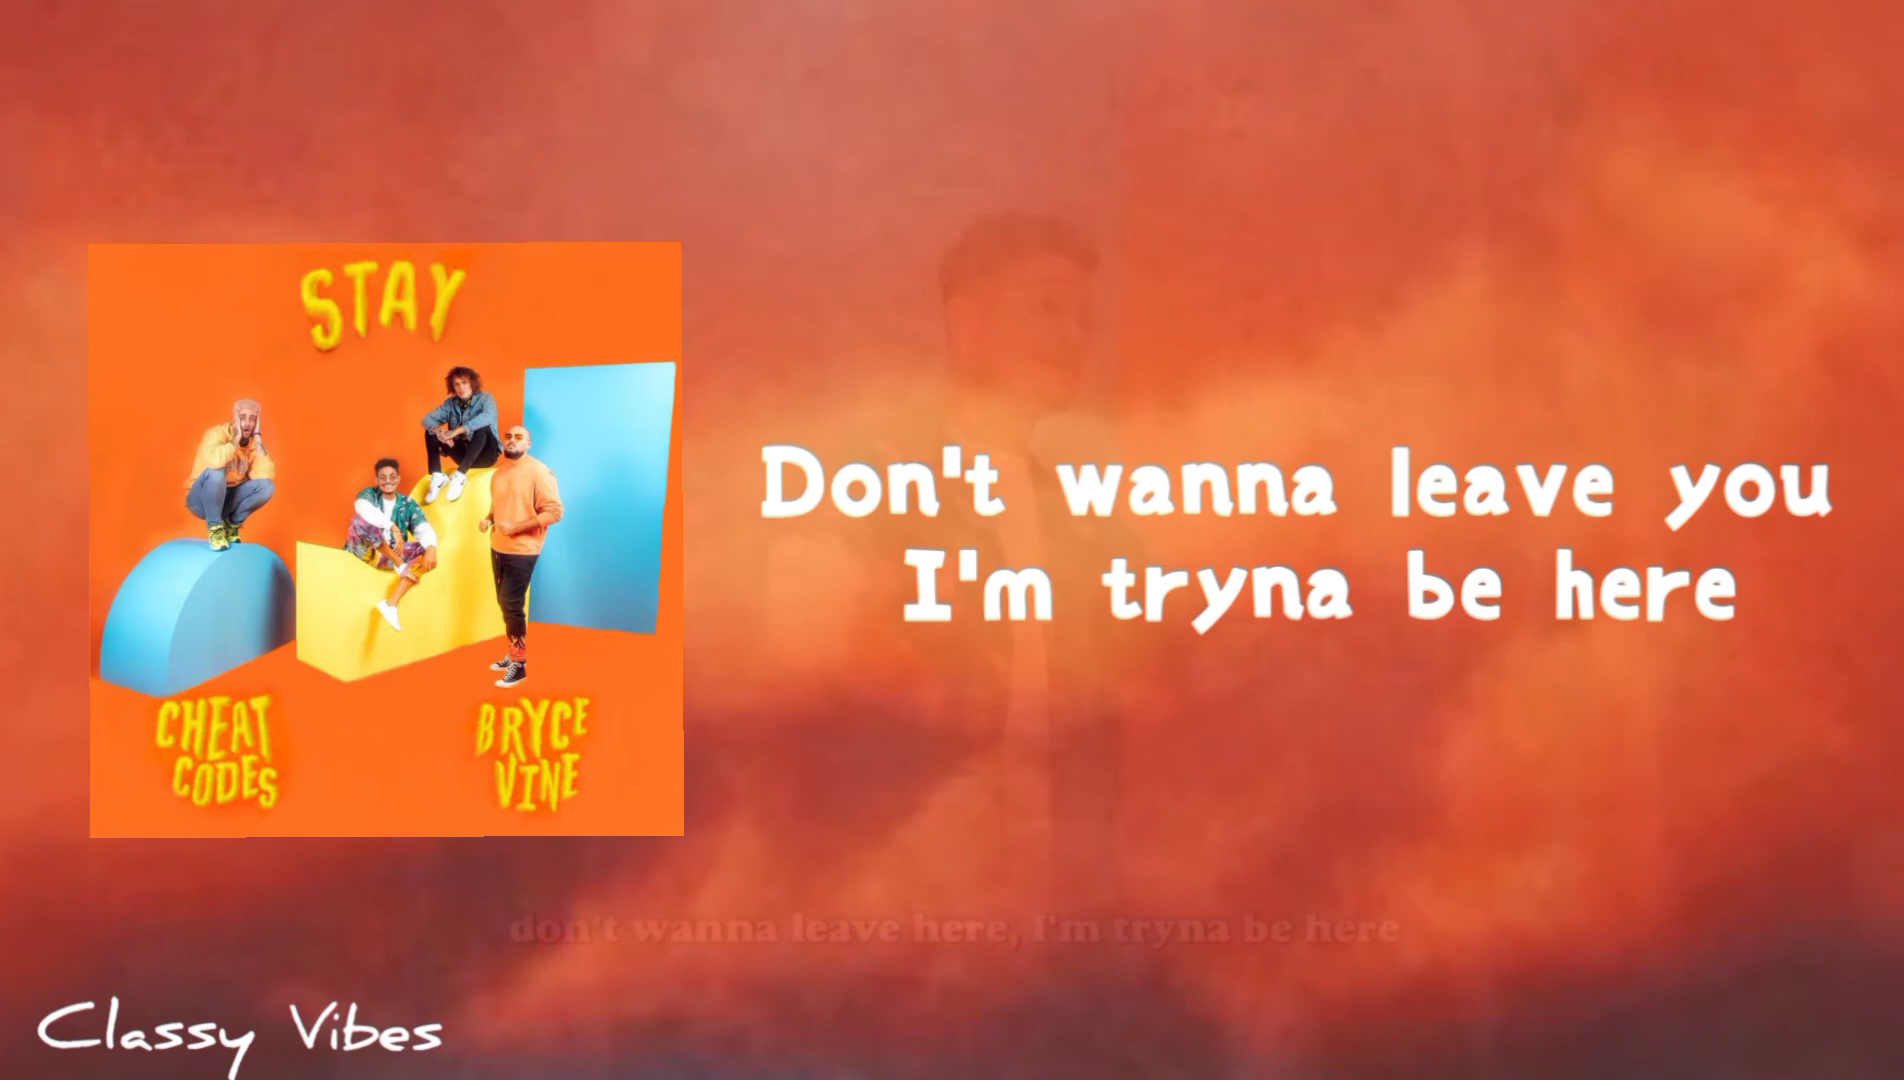 STAY
CHEAT
CODES
BRYCE
VINE
Don't wanna leave you
I'm tryna be here
don't wanna leave here, I'm tryna be here
Classy Vibes